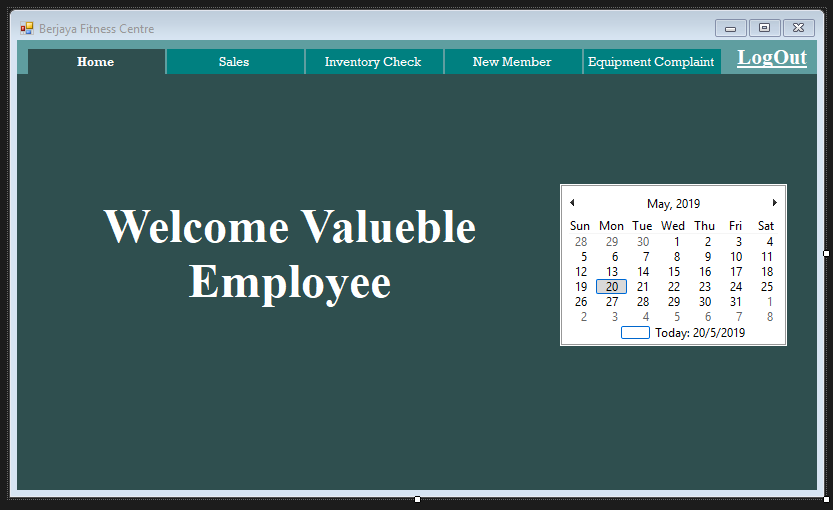 Berjaya Fitness Centre
Home Sales Inventory Check New Member Equipment Complaint LogOut
Welcome Valueble
Employee
May, 2019
Sun Mon Tue Wed Thu Fri Sat
28 29 30 1 2 3 4
5 6 7 8 9 10 11
12 13 14 15 16 17 18
19 20 21 22 23 24 25
26 27 28 29 30 31 1
2 3 4 5 6 7 8
Today: 20/5/2019